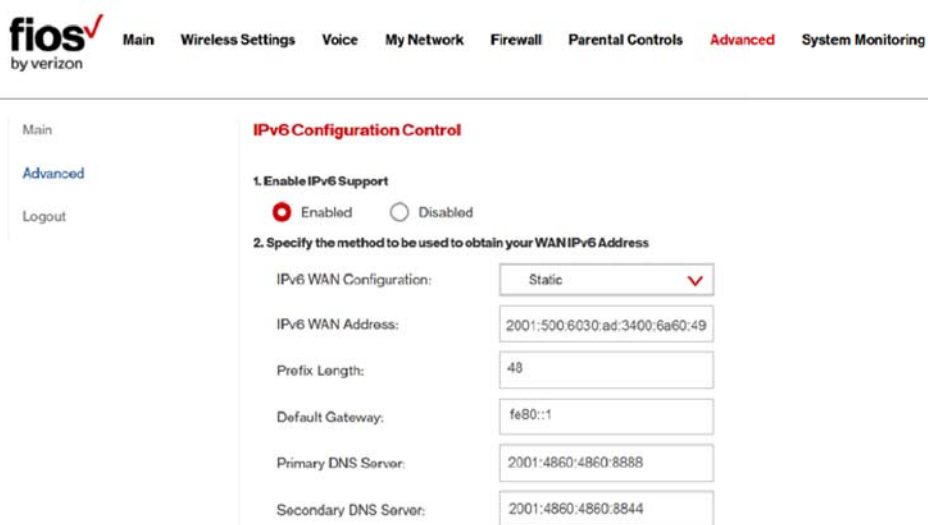 fios
by verizon
Main Wireless Settings Voice My Network Firewall Parental Controls Advanced System Monitoring
Main
Advanced
Logout
IPv6 Configuration Control
1. Enable IPv6 Support
Enabled Disabled
2. Specify the method to be used to obtain your WAN IPv6 Address
IPv6 WAN Configuration: Static
IPv6 WAN Address: 2001:500:6030:ad:3400:6a60:49
Prefix Length: 48
Default Gateway: fe80::1
Primary DNS Server: 2001:4860:4860:8888
Secondary DNS Server: 2001:4860:4860:8844